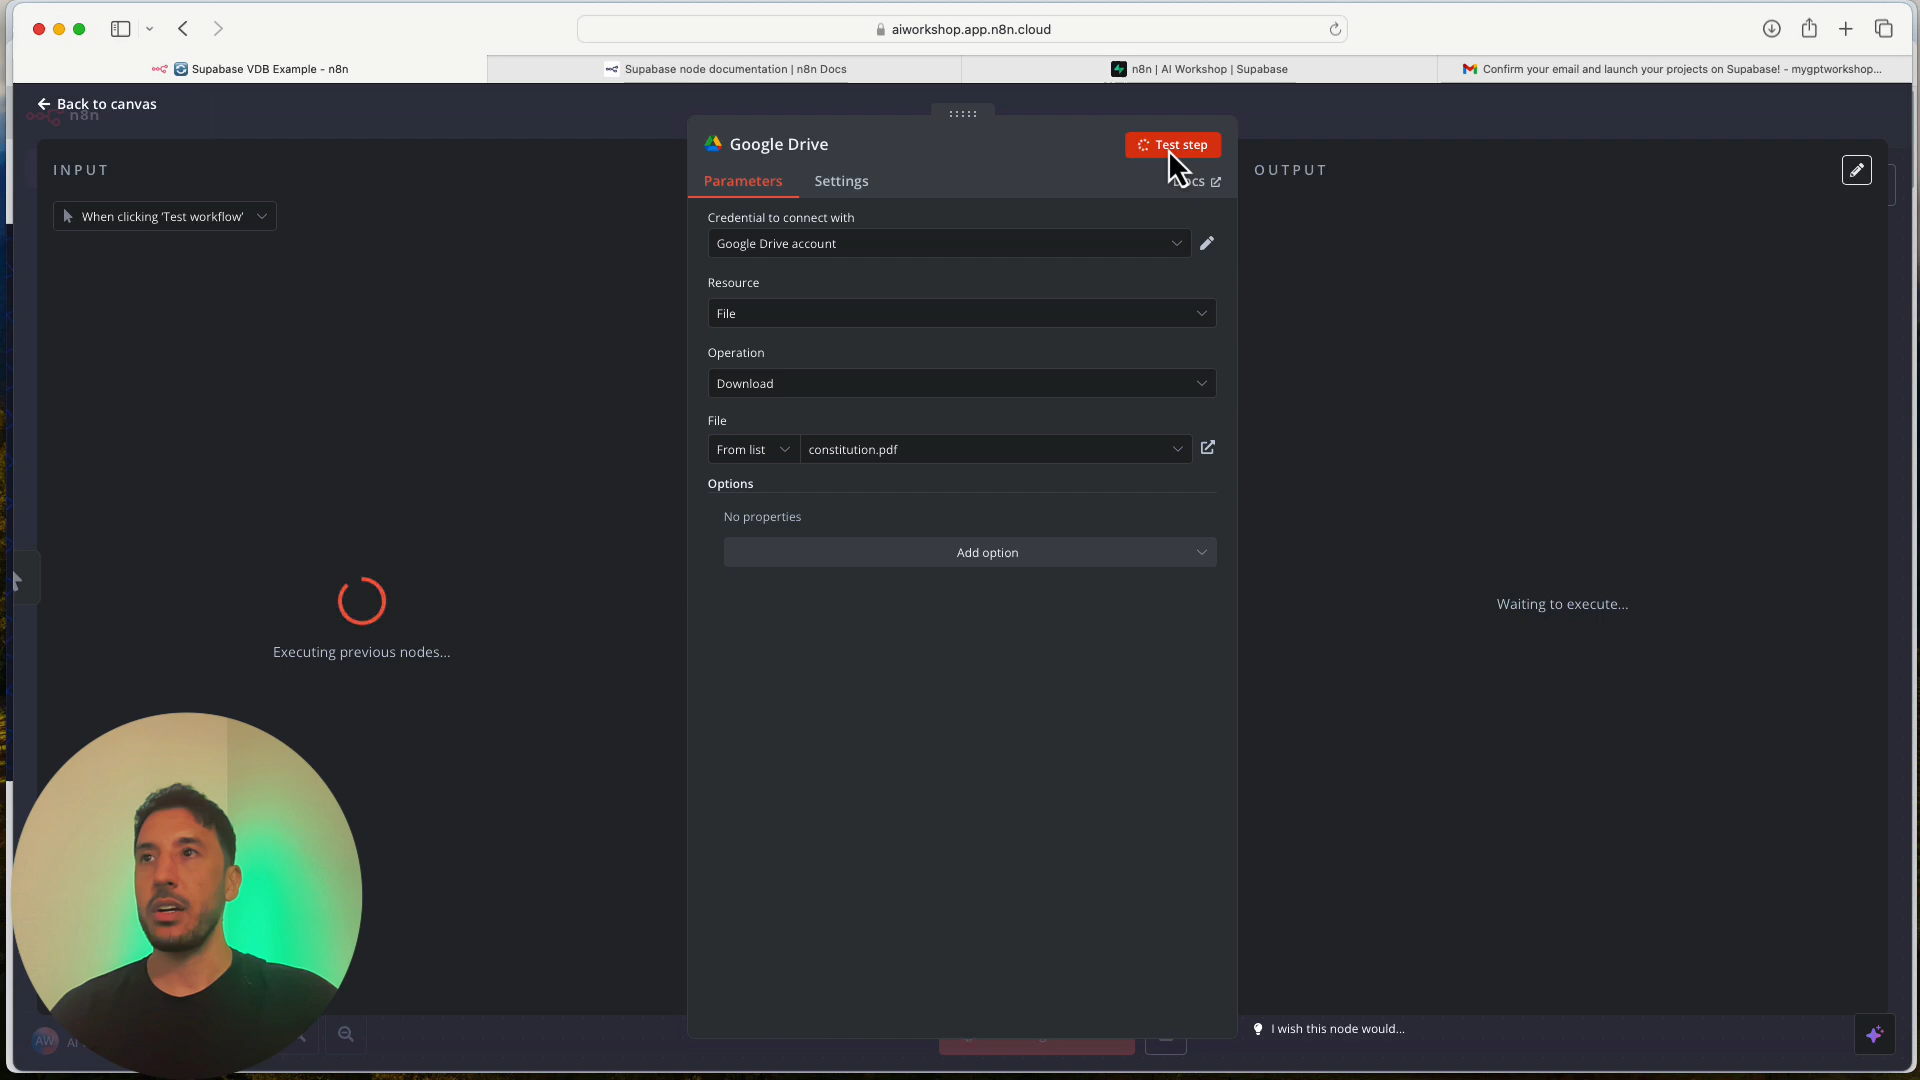 aiworkshop.app.n8n.cloud
Supabase VDB Example - n8n
Supabase node documentation | n8n Docs
n8n | AI Workshop | Supabase
Confirm your email and launch your projects on Supabase! - mygptworkshop...
Back to canvas
n8n
Google Drive
Test step
INPUT
OUTPUT
Parameters
Settings
When clicking ‘Test workflow’
Credential to connect with
Google Drive account
Resource
File
Operation
Download
File
From list
constitution.pdf
Options
No properties
Add option
Executing previous nodes...
Waiting to execute...
I wish this node would...
AW